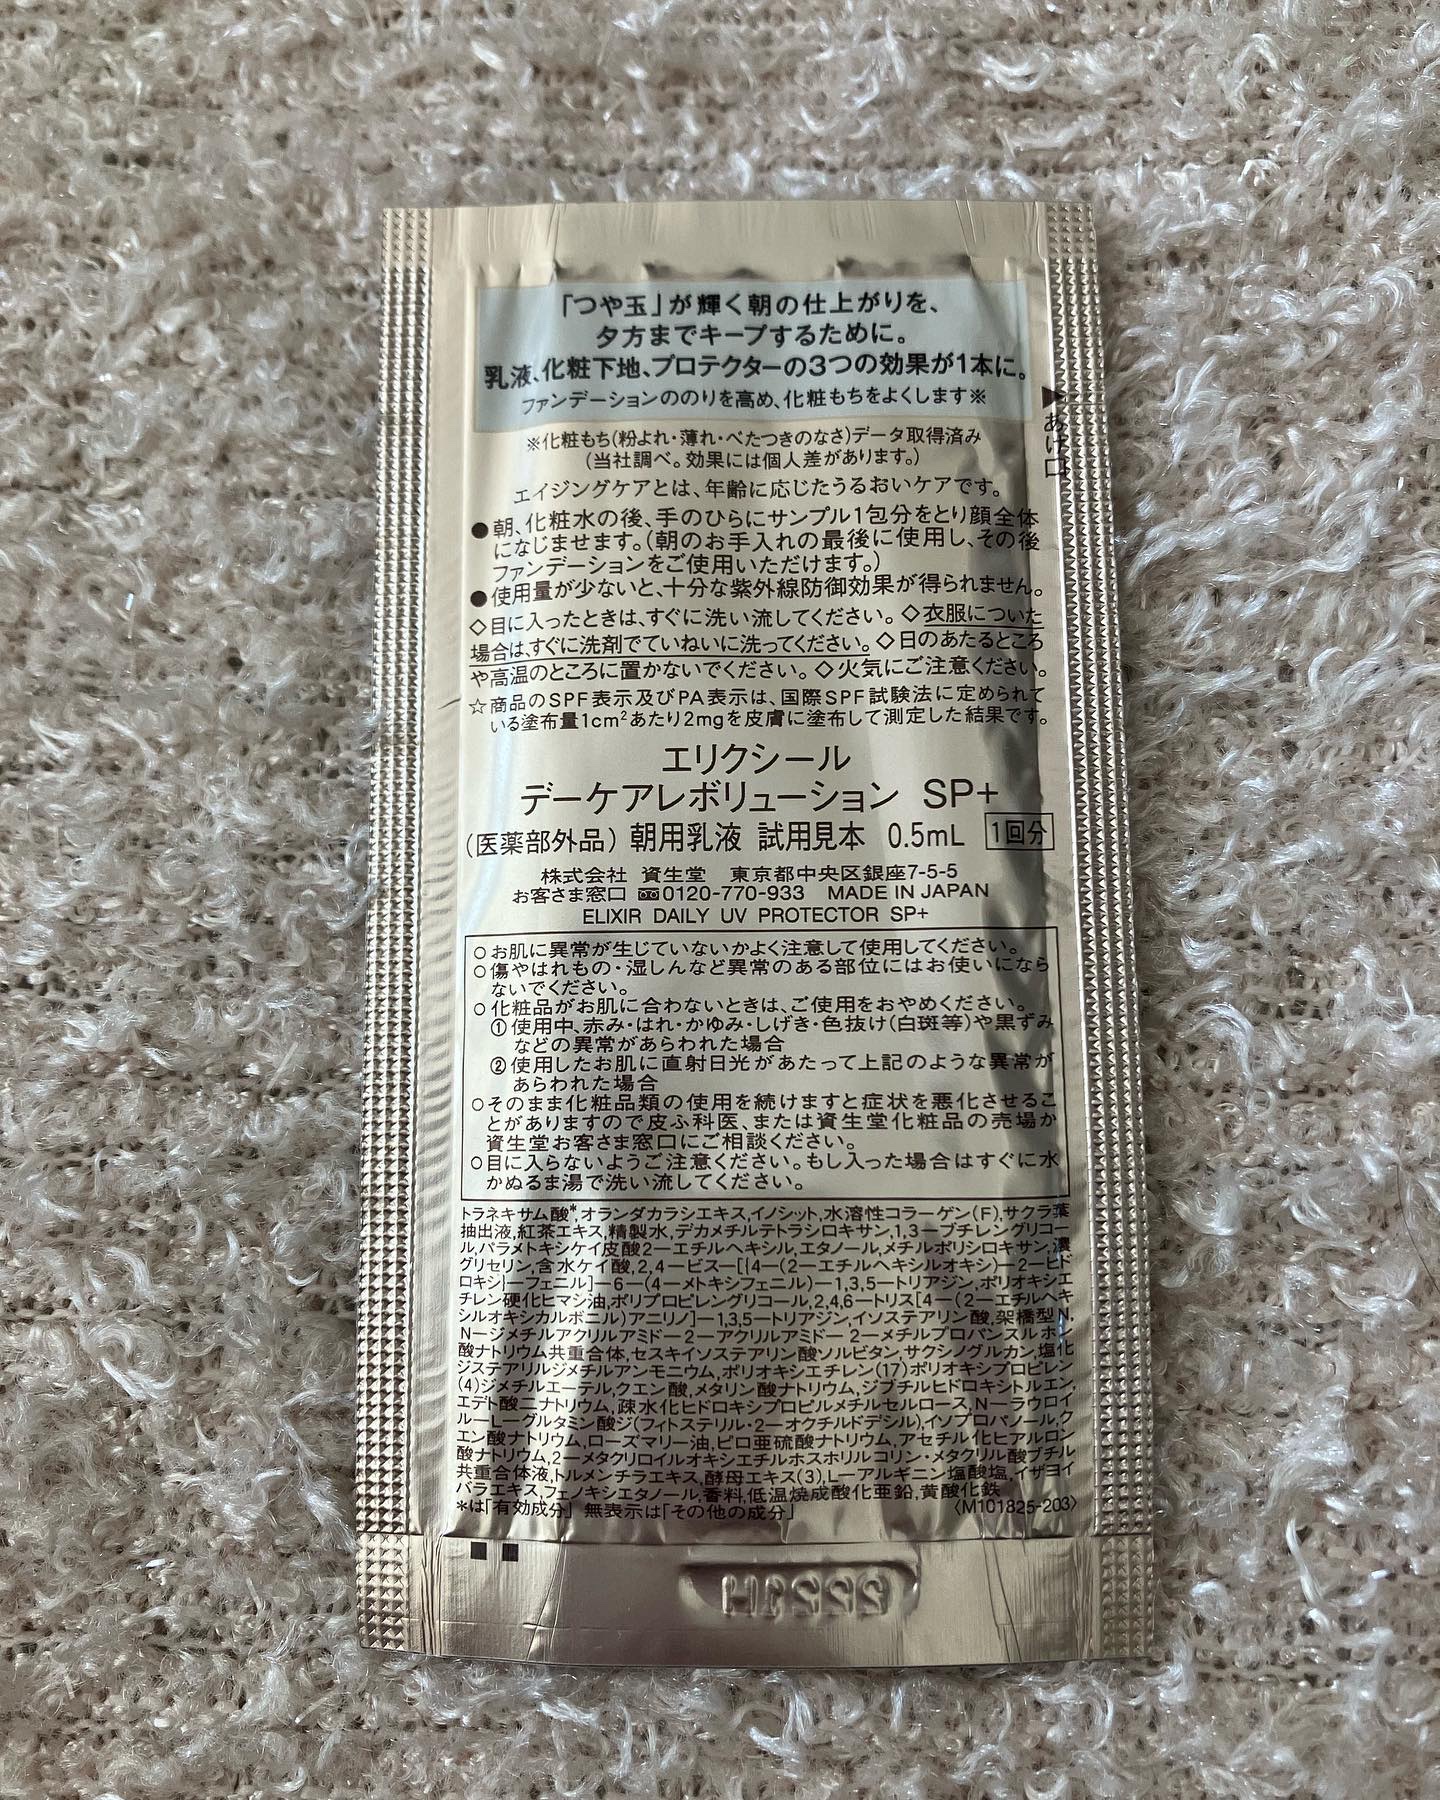 「つや玉」が輝く朝の仕上がりを、
夕方までキープするために。
乳液、化粧下地、プロテクターの3つの効果が1本に。
ファンデーションののりを高め、化粧もちをよくします※
あけ口
※化粧もち(粉よれ・薄れ・べたつきのなさ)データ取得済み
(当社調べ。効果には個人差があります。)
エイジングケアとは、年齢に応じたうるおいケアです。
●朝、化粧水の後、手のひらにサンプル1包分をとり顔全体
になじませます。(朝のお手入れの最後に使用し、その後
ファンデーションをご使用いただけます。)
●使用量が少ないと、十分な紫外線防御効果が得られません。
◇目に入ったときは、すぐに洗い流してください。◇衣服についた
場合は、すぐに洗剤でていねいに洗ってください。◇日のあたるところ
や高温のところに置かないでください。◇火気にご注意ください。
☆商品のSPF表示及びPA表示は、国際SPF試験法に定められて
いる塗布量1cm²あたり2mgを皮膚に塗布して測定した結果です。
エリクシール
デーケアレボリューション SP+
(医薬部外品) 朝用乳液 試用見本 0.5mL 1回分
株式会社 資生堂 東京都中央区銀座7-5-5
お客さま窓口 0120-770-933 MADE IN JAPAN
ELIXIR DAILY UV PROTECTOR SP+
○お肌に異常が生じていないかよく注意して使用してください。
○傷やはれもの・湿しんなど異常のある部位にはお使いになら
ないでください。
○化粧品がお肌に合わないときは、ご使用をおやめください。
①使用中、赤み・はれ・かゆみ・しげき・色抜け(白斑等)や黒ずみ
などの異常があらわれた場合
②使用したお肌に直射日光があたって上記のような異常が
あらわれた場合
○そのまま化粧品類の使用を続けますと症状を悪化させるこ
とがありますので皮ふ科医、または資生堂化粧品の売場か
資生堂お客さま窓口にご相談ください。
○目に入らないようご注意ください。もし入った場合はすぐに水
かぬるま湯で洗い流してください。
トラネキサム酸*,オランダカラシエキス,イノシット,水溶性コラーゲン(F),サクラ葉
抽出液,紅茶エキス,精製水,デカメチルテトラシロキサン,1,3-ブチレングリコー
ル,パラメトキシケイ皮酸2-エチルヘキシル,エタノール,メチルポリシロキサン,濃
グリセリン,含水ケイ酸,2,4-ビス-[{4-(2-エチルヘキシルオキシ)-2-ヒド
ロキシ}-フェニル]-6-(4-メトキシフェニル)-1,3,5-トリアジン,ポリオキシエ
チレン硬化ヒマシ油,ポリプロピレングリコール,2,4,6-トリス[4-(2-エチルヘキ
シルオキシカルボニル)アニリノ]-1,3,5-トリアジン,イソステアリン酸,架橋型N,
N-ジメチルアクリルアミド-2-アクリルアミド-2-メチルプロパンスルホン
酸ナトリウム共重合体,セスキイソステアリン酸ソルビタン,サクシノグルカン,塩化
ジステアリルジメチルアンモニウム,ポリオキシエチレン(17)ポリオキシプロピレン
(4)ジメチルエーテル,クエン酸,メタリン酸ナトリウム,ジブチルヒドロキシトルエン,
エデト酸二ナトリウム,疎水化ヒドロキシプロピルメチルセルロース,N-ラウロイ
ル-L-グルタミン酸ジ(フィトステリル・2-オクチルドデシル),イソプロパノール,ク
エン酸ナトリウム,ローズマリー油,ピロ亜硫酸ナトリウム,アセチル化ヒアルロン
酸ナトリウム,2-メタクリロイルオキシエチルホスホリルコリン・メタクリル酸ブチル
共重合体液,トルメンチラエキス,酵母エキス(3),L-アルギニン塩酸塩,イザヨイ
バラエキス,フェノキシエタノール,香料,低温焼成酸化亜鉛,黄酸化鉄
*は「有効成分」 無表示は「その他の成分」 〈M101825-203〉